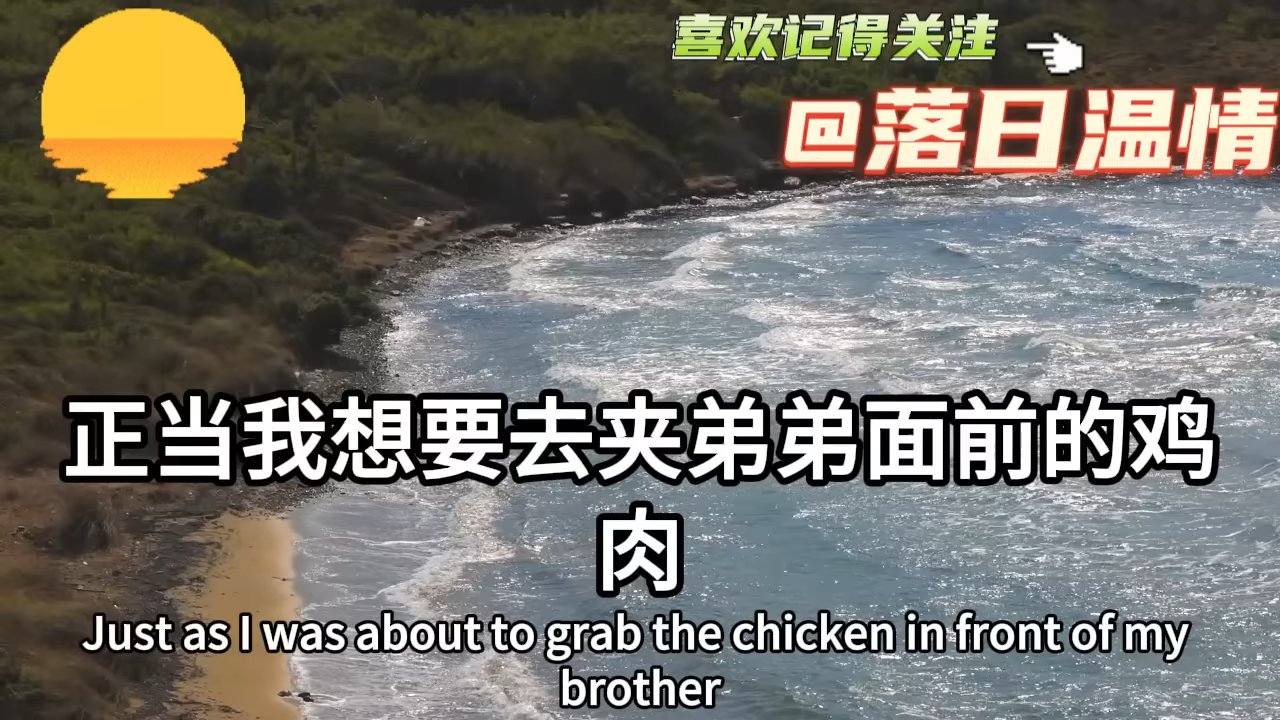 喜欢记得关注
@落日温情
正当我想要去夹弟弟面前的鸡
肉
Just as I was about to grab the chicken in front of my
brother